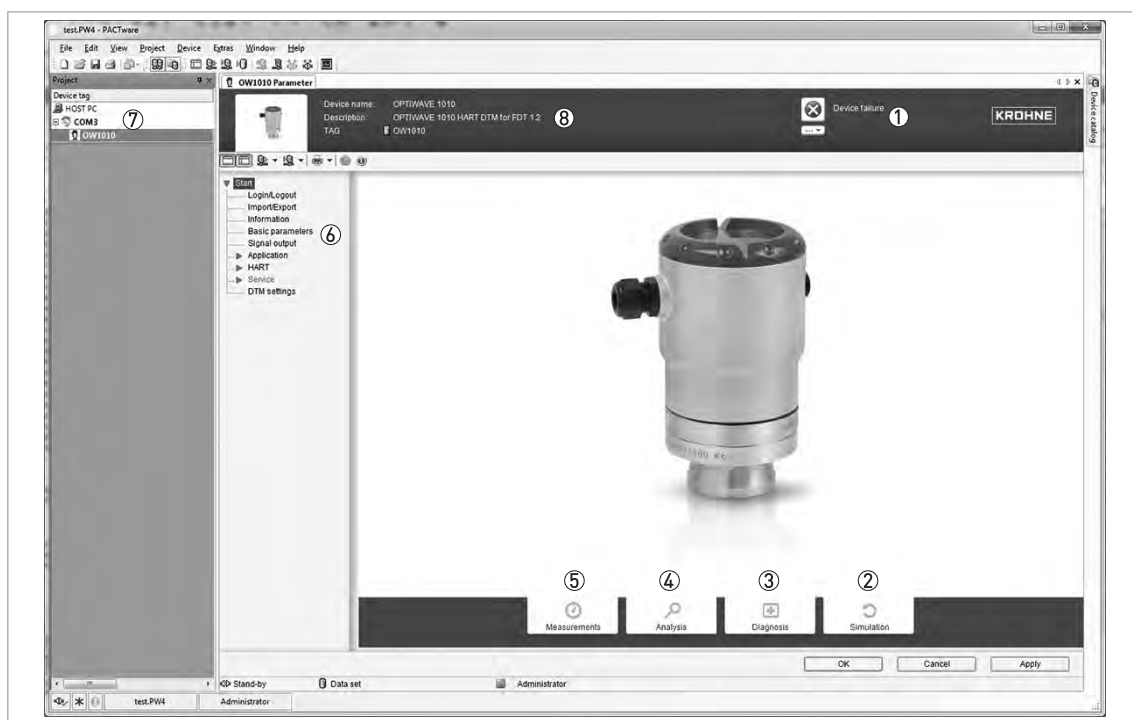 test.PW4 - PACTware
File Edit View Project Device Extras Window Help
Project
OW1010 Parameter
Device tag
HOST PC
COM3
OW1010
⑦
Device name: OPTIWAVE 1010
Description: OPTIWAVE 1010 HART DTM for FDT 1.2
TAG OW1010
⑧
Device failure
①
KROHNE
Device catalog
Start
Login/Logout
Import/Export
Information
Basic parameters
⑥
Signal output
Application
HART
Service
DTM settings
⑤ ④ ③ ②
Measurements Analysis Diagnosis Simulation
OK Cancel Apply
Stand-by Data set Administrator
test.PW4 Administrator